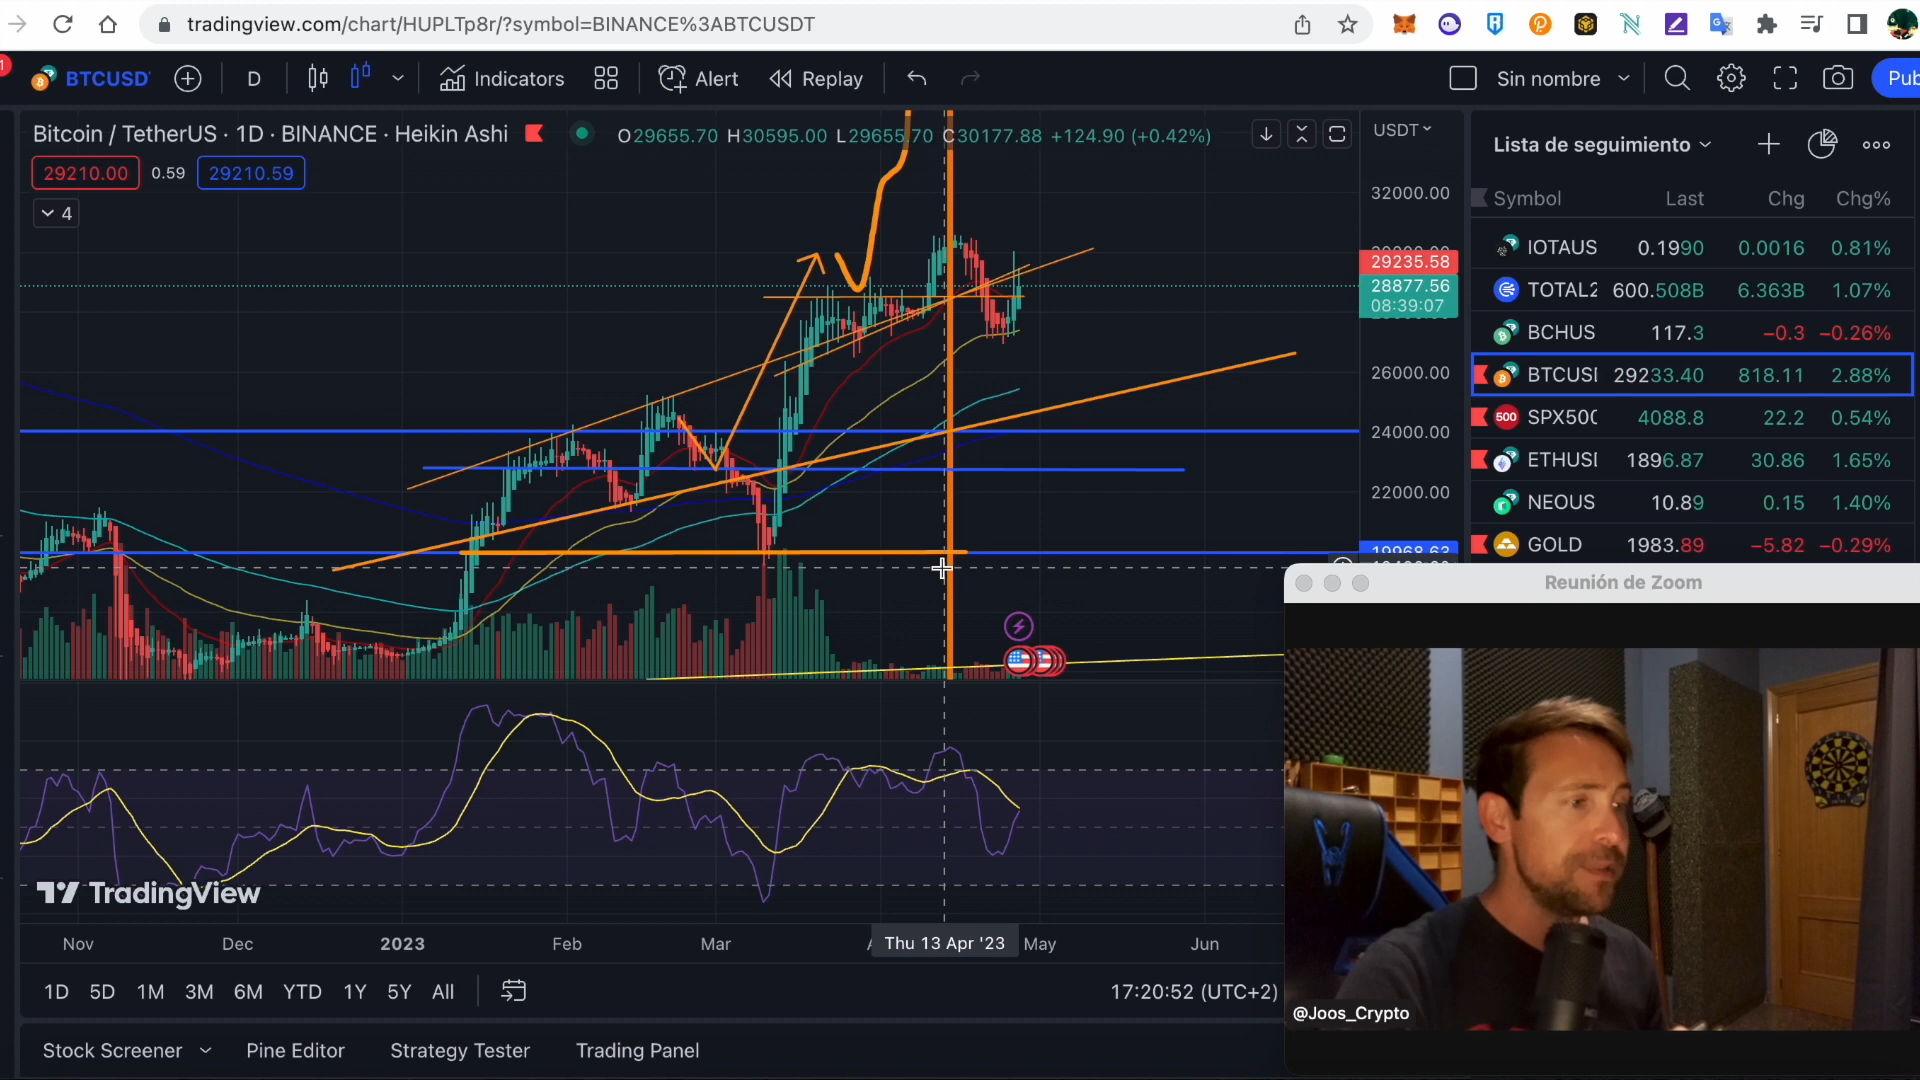 tradingview.com/chart/HUPLTp8r/?symbol=BINANCE%3ABTCUSDT
1 BTCUSD D Indicators Alert Replay Sin nombre Pub
Bitcoin / TetherUS · 1D · BINANCE · Heikin Ashi O29655.70 H30595.00 L29655.70 C30177.88 +124.90 (+0.42%)
29210.00 0.59 29210.59
4
USDT
32000.00
29235.58
28877.56
08:39:07
26000.00
24000.00
22000.00
19968.63
Lista de seguimiento
Symbol Last Chg Chg%
IOTAUS 0.1990 0.0016 0.81%
TOTAL2 600.508B 6.363B 1.07%
BCHUS 117.3 −0.3 −0.26%
BTCUSI 29233.40 818.11 2.88%
500 SPX500 4088.8 22.2 0.54%
ETHUSI 1896.87 30.86 1.65%
NEOUS 10.89 0.15 1.40%
GOLD 1983.89 −5.82 −0.29%
Reunión de Zoom
TradingView
Nov Dec 2023 Feb Mar Thu 13 Apr '23 May Jun
1D 5D 1M 3M 6M YTD 1Y 5Y All 17:20:52 (UTC+2)
@Joos_Crypto
Stock Screener Pine Editor Strategy Tester Trading Panel